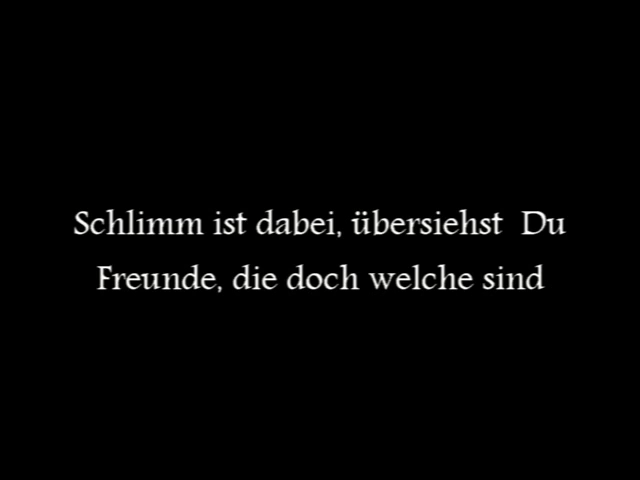 Schlimm ist dabei, übersiehst Du
Freunde, die doch welche sind